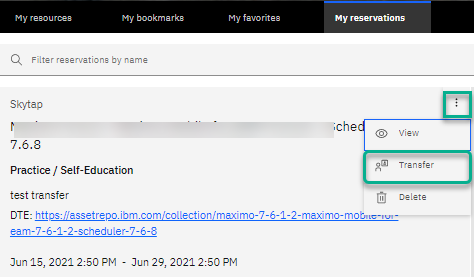 My resources My bookmarks My favorites My reservations
Filter reservations by name
Skytap
Sched
7.6.8
View
Practice / Self-Education
Transfer
test transfer
Delete
DTE: https://assetrepo.ibm.com/collection/maximo-7-6-1-2-maximo-mobile-for-
eam-7-6-1-2-scheduler-7-6-8
Jun 15, 2021 2:50 PM - Jun 29, 2021 2:50 PM